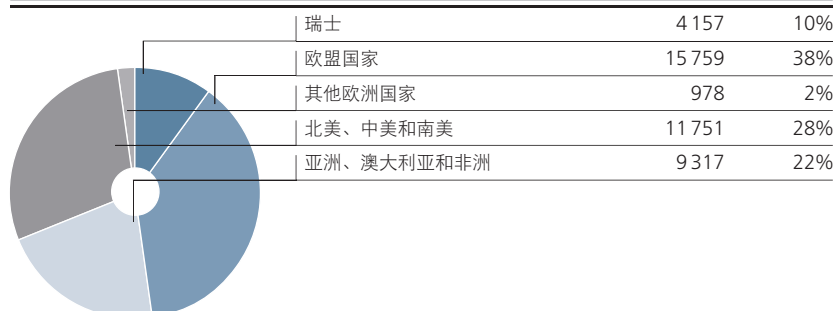 瑞士 4 157 10%
欧盟国家 15 759 38%
其他欧洲国家 978 2%
北美、中美和南美 11 751 28%
亚洲、澳大利亚和非洲 9 317 22%